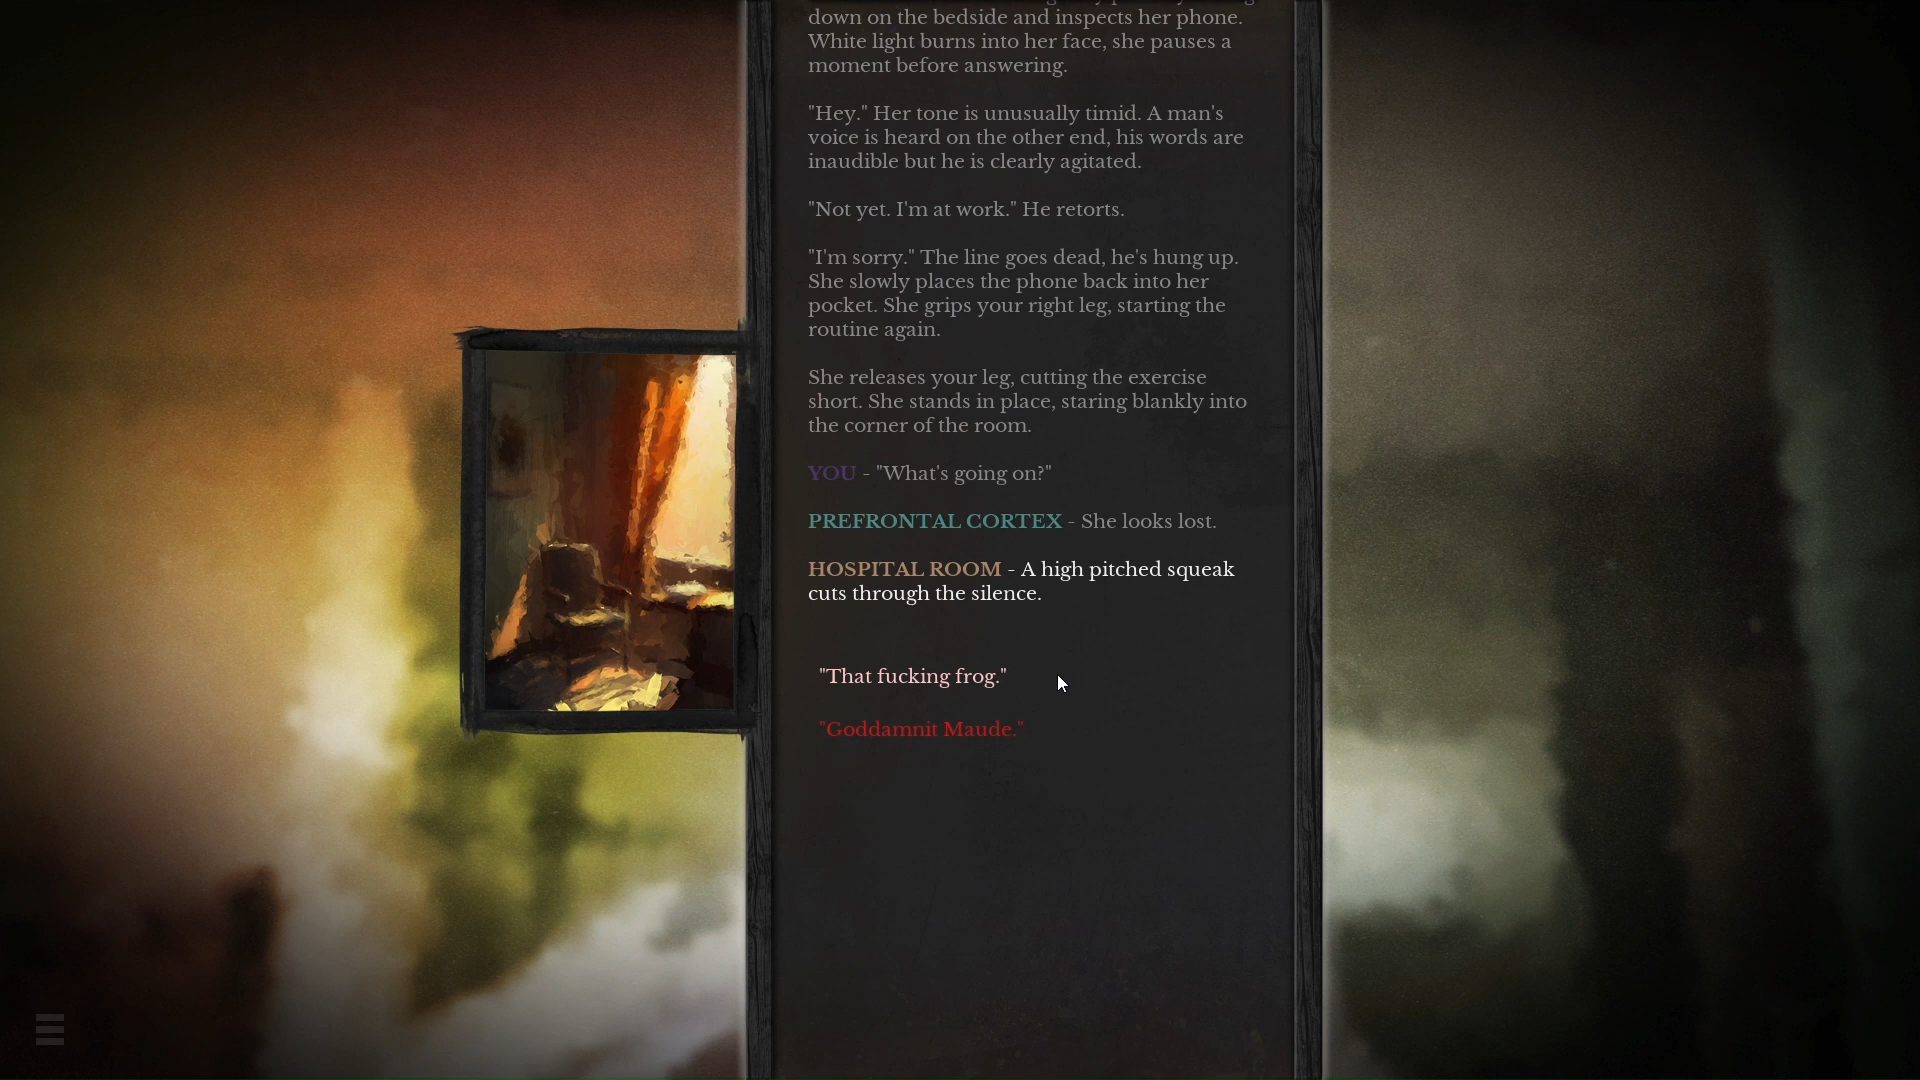 down on the bedside and inspects her phone.
White light burns into her face, she pauses a
moment before answering.
"Hey." Her tone is unusually timid. A man's
voice is heard on the other end, his words are
inaudible but he is clearly agitated.
"Not yet. I'm at work." He retorts.
"I'm sorry." The line goes dead, he's hung up.
She slowly places the phone back into her
pocket. She grips your right leg, starting the
routine again.
She releases your leg, cutting the exercise
short. She stands in place, staring blankly into
the corner of the room.
YOU - "What's going on?"
PREFRONTAL CORTEX - She looks lost.
HOSPITAL ROOM - A high pitched squeak
cuts through the silence.
"That fucking frog."
"Goddamnit Maude."